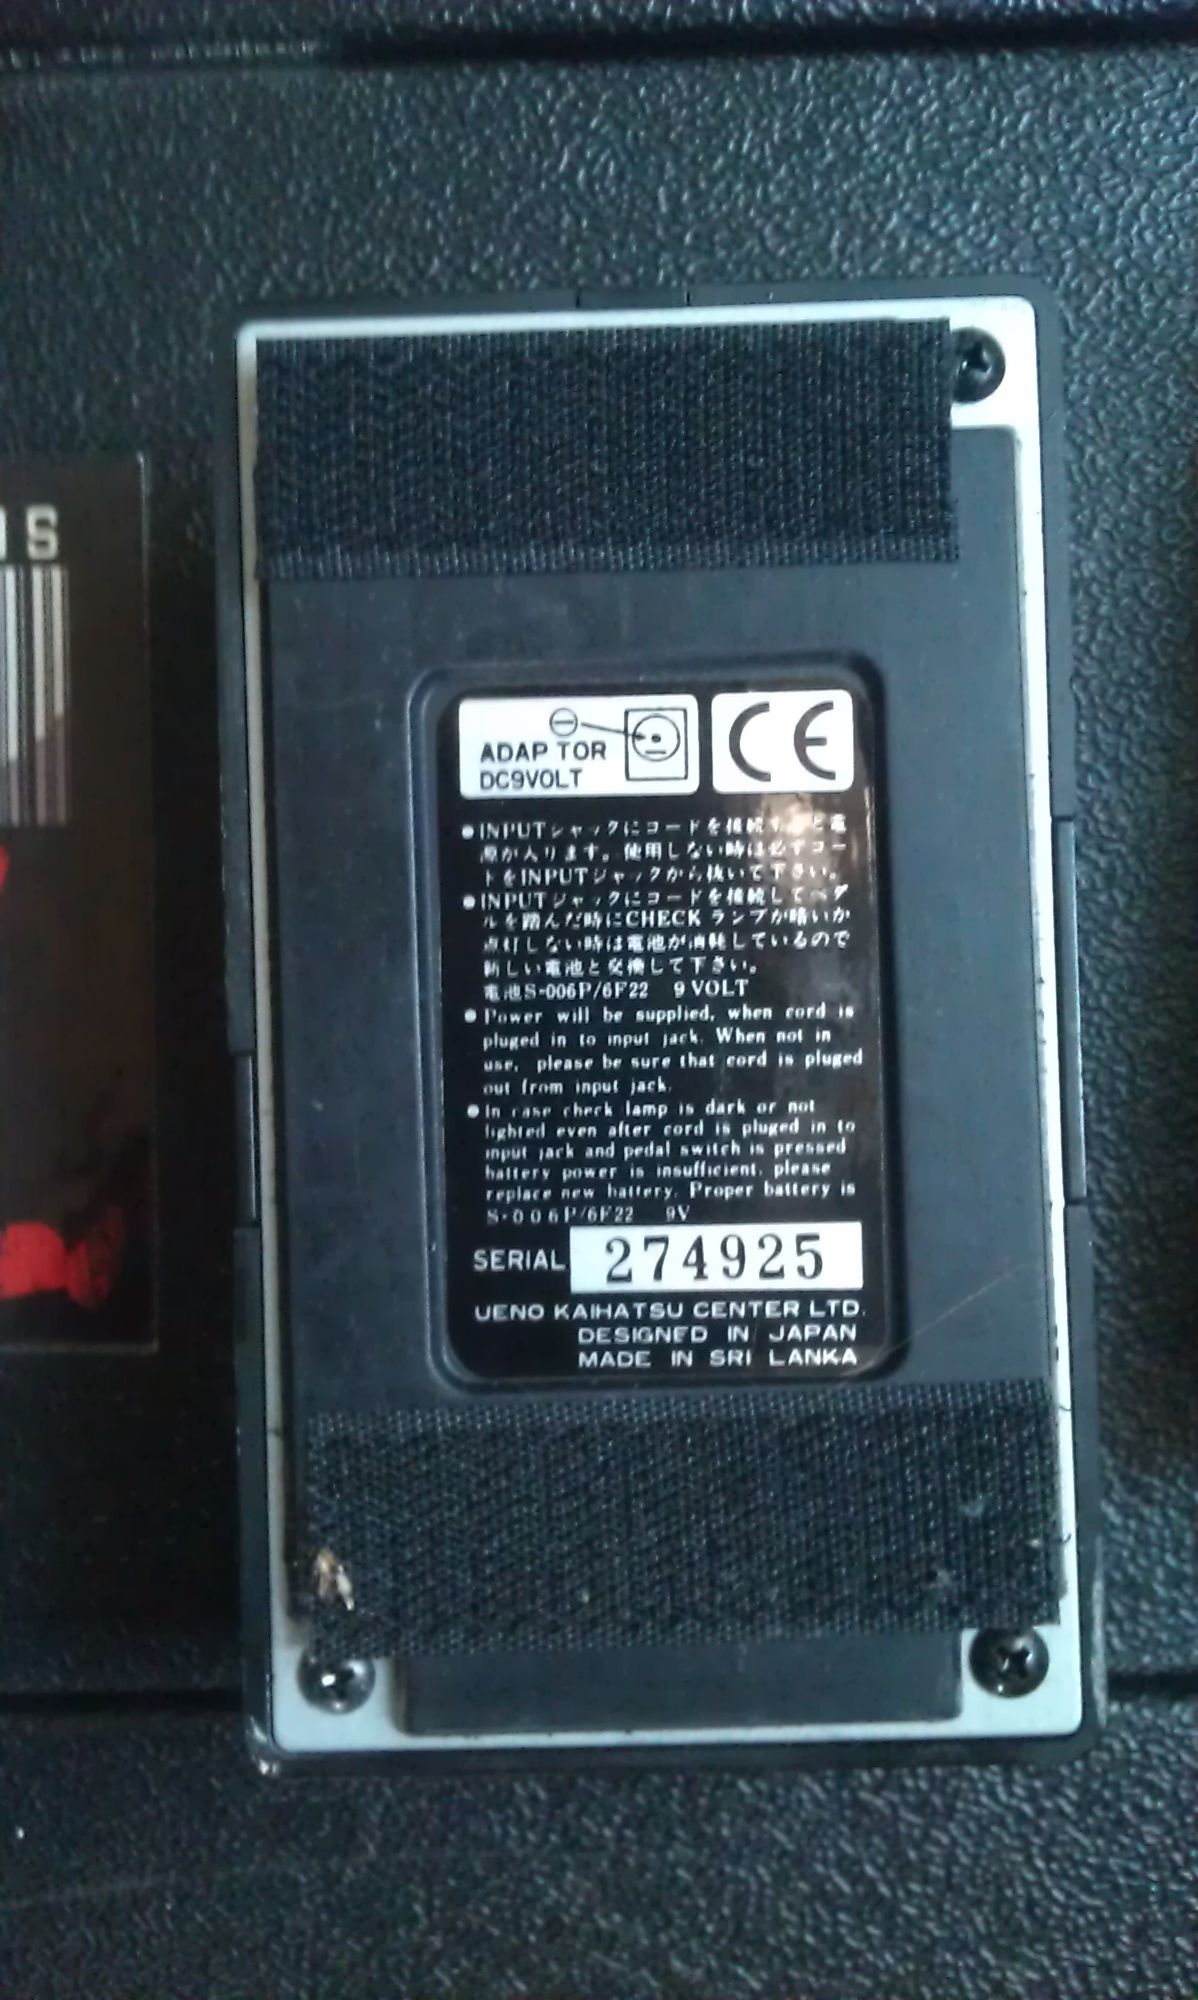 IS
⊖
ADAPTOR
DC9VOLT
CE
●INPUTジャックにコードを接続すると電
源が入ります。使用しない時は必ずコー
ドをINPUTジャックから抜いて下さい。
●INPUTジャックにコードを接続してペダ
ルを踏んだ時にCHECKランプが暗いか
点灯しない時は電池が消耗しているので
新しい電池と交換して下さい。
電池S-006P/6F22 9 VOLT
●Power will be supplied, when cord is
pluged in to input jack. When not in
use, please be sure that cord is pluged
out from input jack.
●In case check lamp is dark or not
lighted even after cord is pluged in to
input jack and pedal switch is pressed
battery power is insufficient, please
replace new battery. Proper battery is
S-006P/6F22 9V
SERIAL 274925
UENO KAIHATSU CENTER LTD.
DESIGNED IN JAPAN
MADE IN SRI LANKA